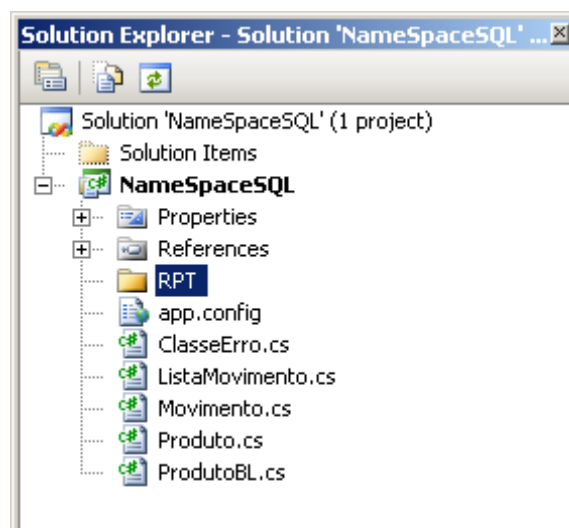 Solution Explorer - Solution 'NameSpaceSQL' ...
Solution 'NameSpaceSQL' (1 project)
Solution Items
NameSpaceSQL
Properties
References
RPT
app.config
ClasseErro.cs
ListaMovimento.cs
Movimento.cs
Produto.cs
ProdutoBL.cs